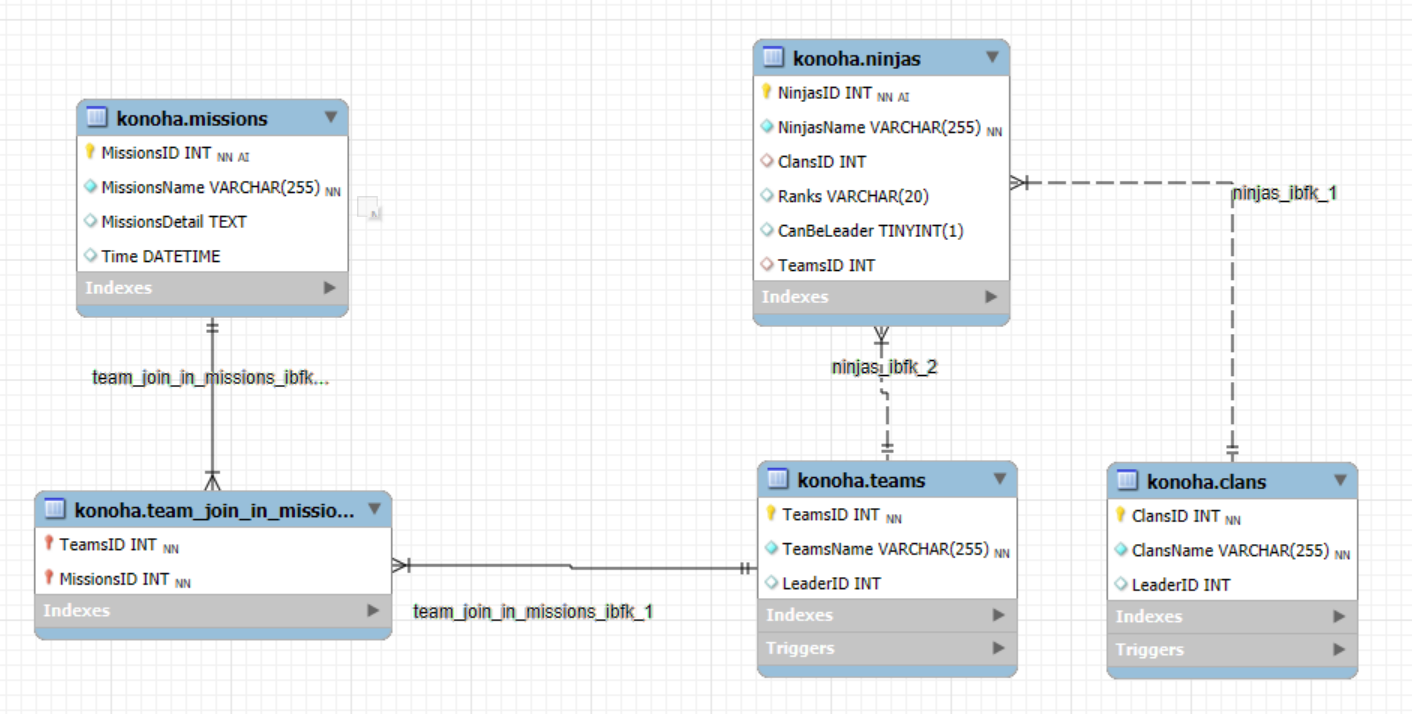 konoha.missions
MissionsID INT NN AI
MissionsName VARCHAR(255) NN
MissionsDetail TEXT
Time DATETIME
Indexes
konoha.ninjas
NinjasID INT NN AI
NinjasName VARCHAR(255) NN
ClansID INT
Ranks VARCHAR(20)
CanBeLeader TINYINT(1)
TeamsID INT
Indexes
ninjas_ibfk_1
team_join_in_missions_ibfk...
ninjas_ibfk_2
konoha.team_join_in_missio...
TeamsID INT NN
MissionsID INT NN
Indexes
team_join_in_missions_ibfk_1
konoha.teams
TeamsID INT NN
TeamsName VARCHAR(255) NN
LeaderID INT
Indexes
Triggers
konoha.clans
ClansID INT NN
ClansName VARCHAR(255) NN
LeaderID INT
Indexes
Triggers